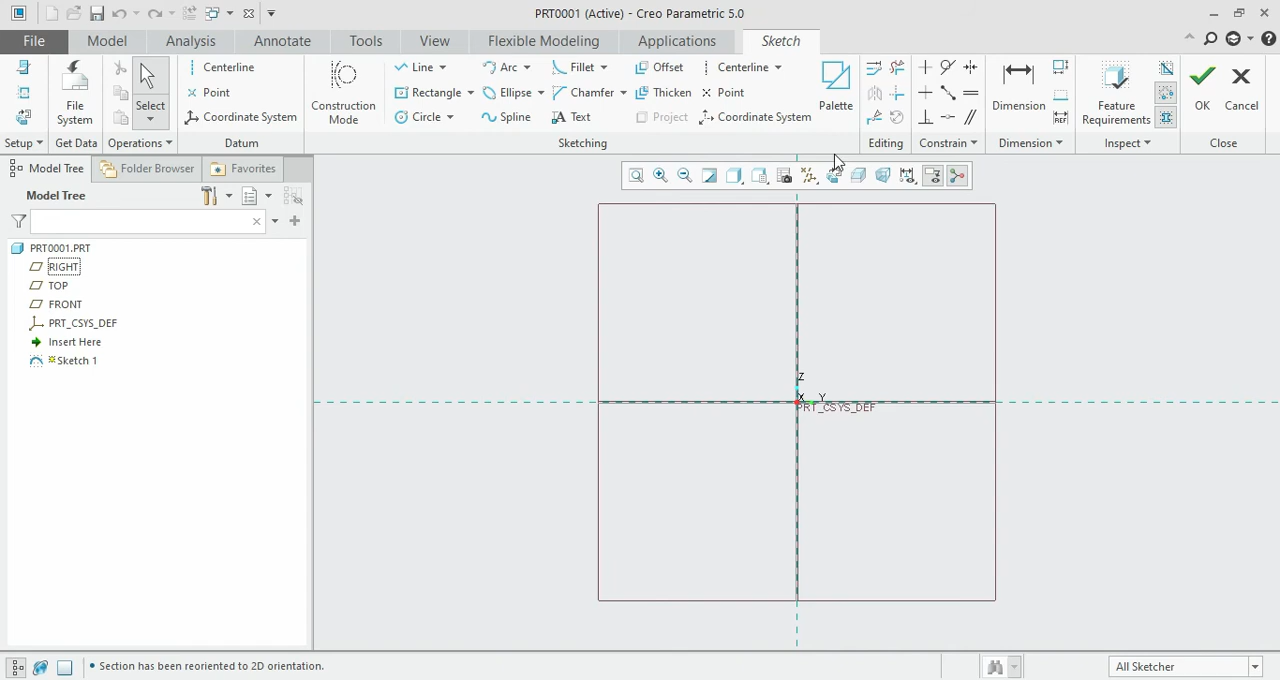 PRT0001 (Active) - Creo Parametric 5.0
File Model Analysis Annotate Tools View Flexible Modeling Applications Sketch
Centerline Line Arc Fillet Offset Centerline
Point Rectangle Ellipse Chamfer Thicken Point
Coordinate System Circle Spline Text Project Coordinate System
File System
Select
Construction Mode
Palette
Dimension
Feature Requirements
OK
Cancel
Setup Get Data Operations Datum Sketching Editing Constrain Dimension Inspect Close
REF
Model Tree Folder Browser Favorites
Model Tree
PRT0001.PRT
RIGHT
TOP
FRONT
PRT_CSYS_DEF
Insert Here
Sketch 1
Z
X Y
PRT_CSYS_DEF
• Section has been reoriented to 2D orientation.
All Sketcher